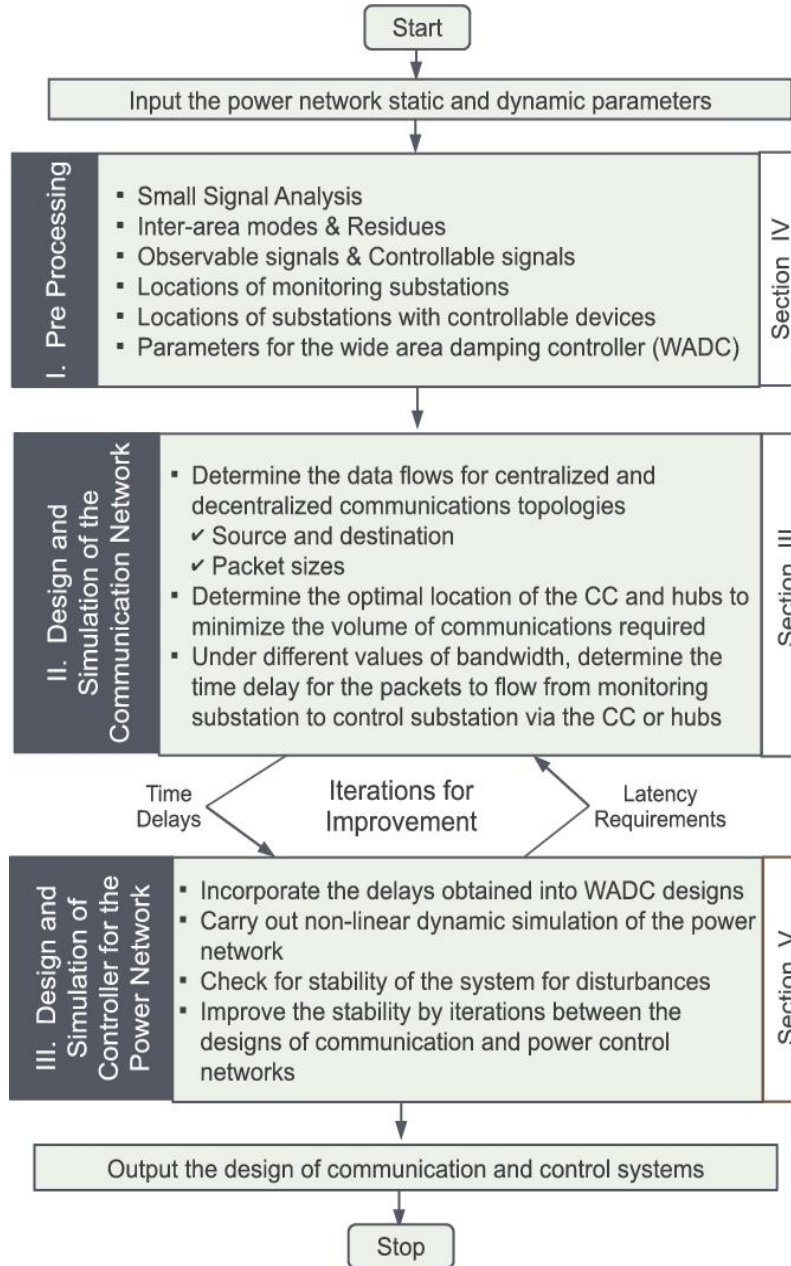 Start
Input the power network static and dynamic parameters
I. Pre Processing
▪ Small Signal Analysis
▪ Inter-area modes & Residues
▪ Observable signals & Controllable signals
▪ Locations of monitoring substations
▪ Locations of substations with controllable devices
▪ Parameters for the wide area damping controller (WADC)
Section IV
II. Design and
Simulation of the
Communication Network
▪ Determine the data flows for centralized and
decentralized communications topologies
✔ Source and destination
✔ Packet sizes
▪ Determine the optimal location of the CC and hubs to
minimize the volume of communications required
▪ Under different values of bandwidth, determine the
time delay for the packets to flow from monitoring
substation to control substation via the CC or hubs
Section III
Time
Delays
Iterations for
Improvement
Latency
Requirements
III. Design and
Simulation of
Controller for the
Power Network
▪ Incorporate the delays obtained into WADC designs
▪ Carry out non-linear dynamic simulation of the power
network
▪ Check for stability of the system for disturbances
▪ Improve the stability by iterations between the
designs of communication and power control
networks
Section V
Output the design of communication and control systems
Stop